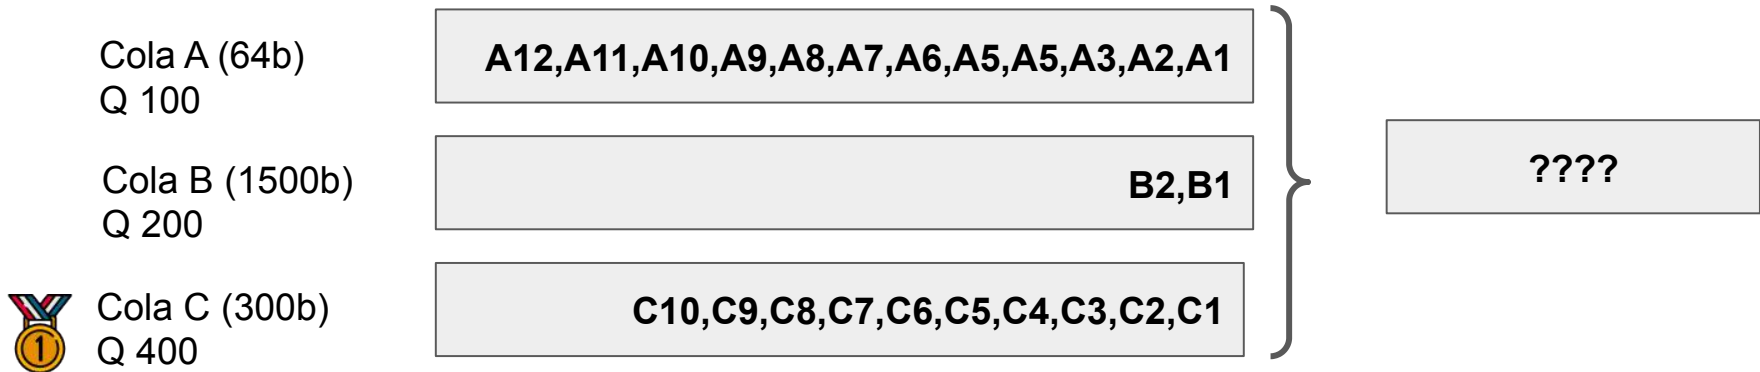 Cola A (64b)
Q 100
A12,A11,A10,A9,A8,A7,A6,A5,A5,A3,A2,A1
Cola B (1500b)
Q 200
B2,B1
????
Cola C (300b)
Q 400
C10,C9,C8,C7,C6,C5,C4,C3,C2,C1
1